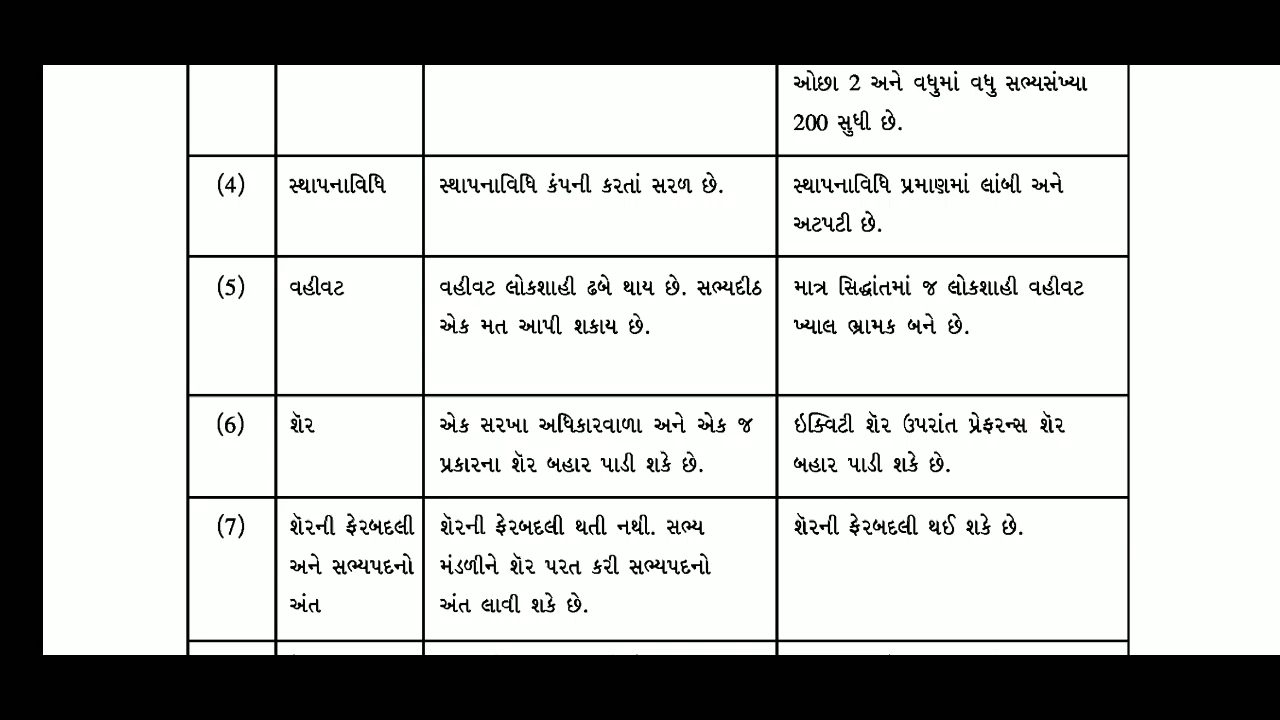 ઓછા 2 અને વધુમાં વધુ સભ્યસંખ્યા
200 સુધી છે.
(4) સ્થાપનાવિધિ સ્થાપનાવિધિ કંપની કરતાં સરળ છે. સ્થાપનાવિધિ પ્રમાણમાં લાંબી અને
અટપટી છે.
(5) વહીવટ વહીવટ લોકશાહી ઢબે થાય છે. સભ્યદીઠ માત્ર સિદ્ધાંતમાં જ લોકશાહી વહીવટ
એક મત આપી શકાય છે. ખ્યાલ ભ્રામક બને છે.
(6) શૅર એક સરખા અધિકારવાળા અને એક જ ઇક્વિટી શૅર ઉપરાંત પ્રેફરન્સ શૅર
પ્રકારના શૅર બહાર પાડી શકે છે. બહાર પાડી શકે છે.
(7) શૅરની ફેરબદલી શૅરની ફેરબદલી થતી નથી. સભ્ય શૅરની ફેરબદલી થઈ શકે છે.
અને સભ્યપદનો મંડળીને શૅર પરત કરી સભ્યપદનો
અંત અંત લાવી શકે છે.